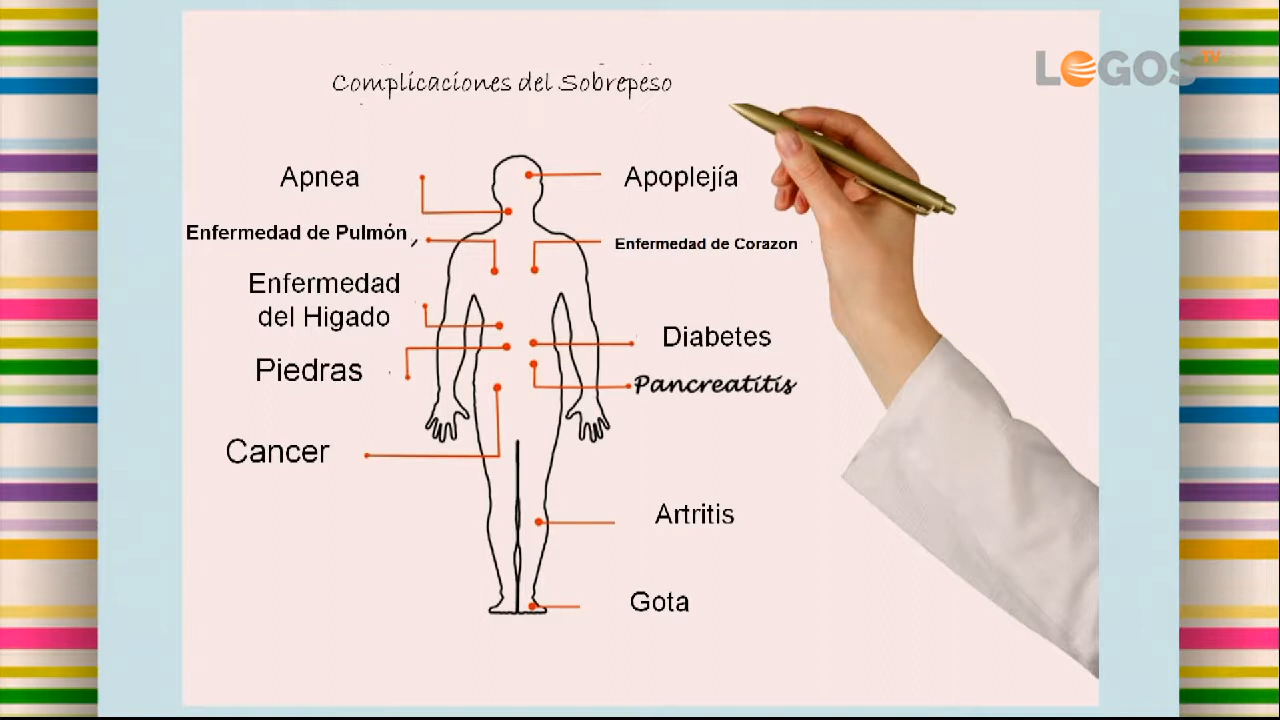 LOGOS TV
Complicaciones del Sobrepeso
Apnea
Apoplejía
Enfermedad de Pulmón
Enfermedad de Corazon
Enfermedad
del Higado
Diabetes
Piedras
Pancreatitis
Cancer
Artritis
Gota